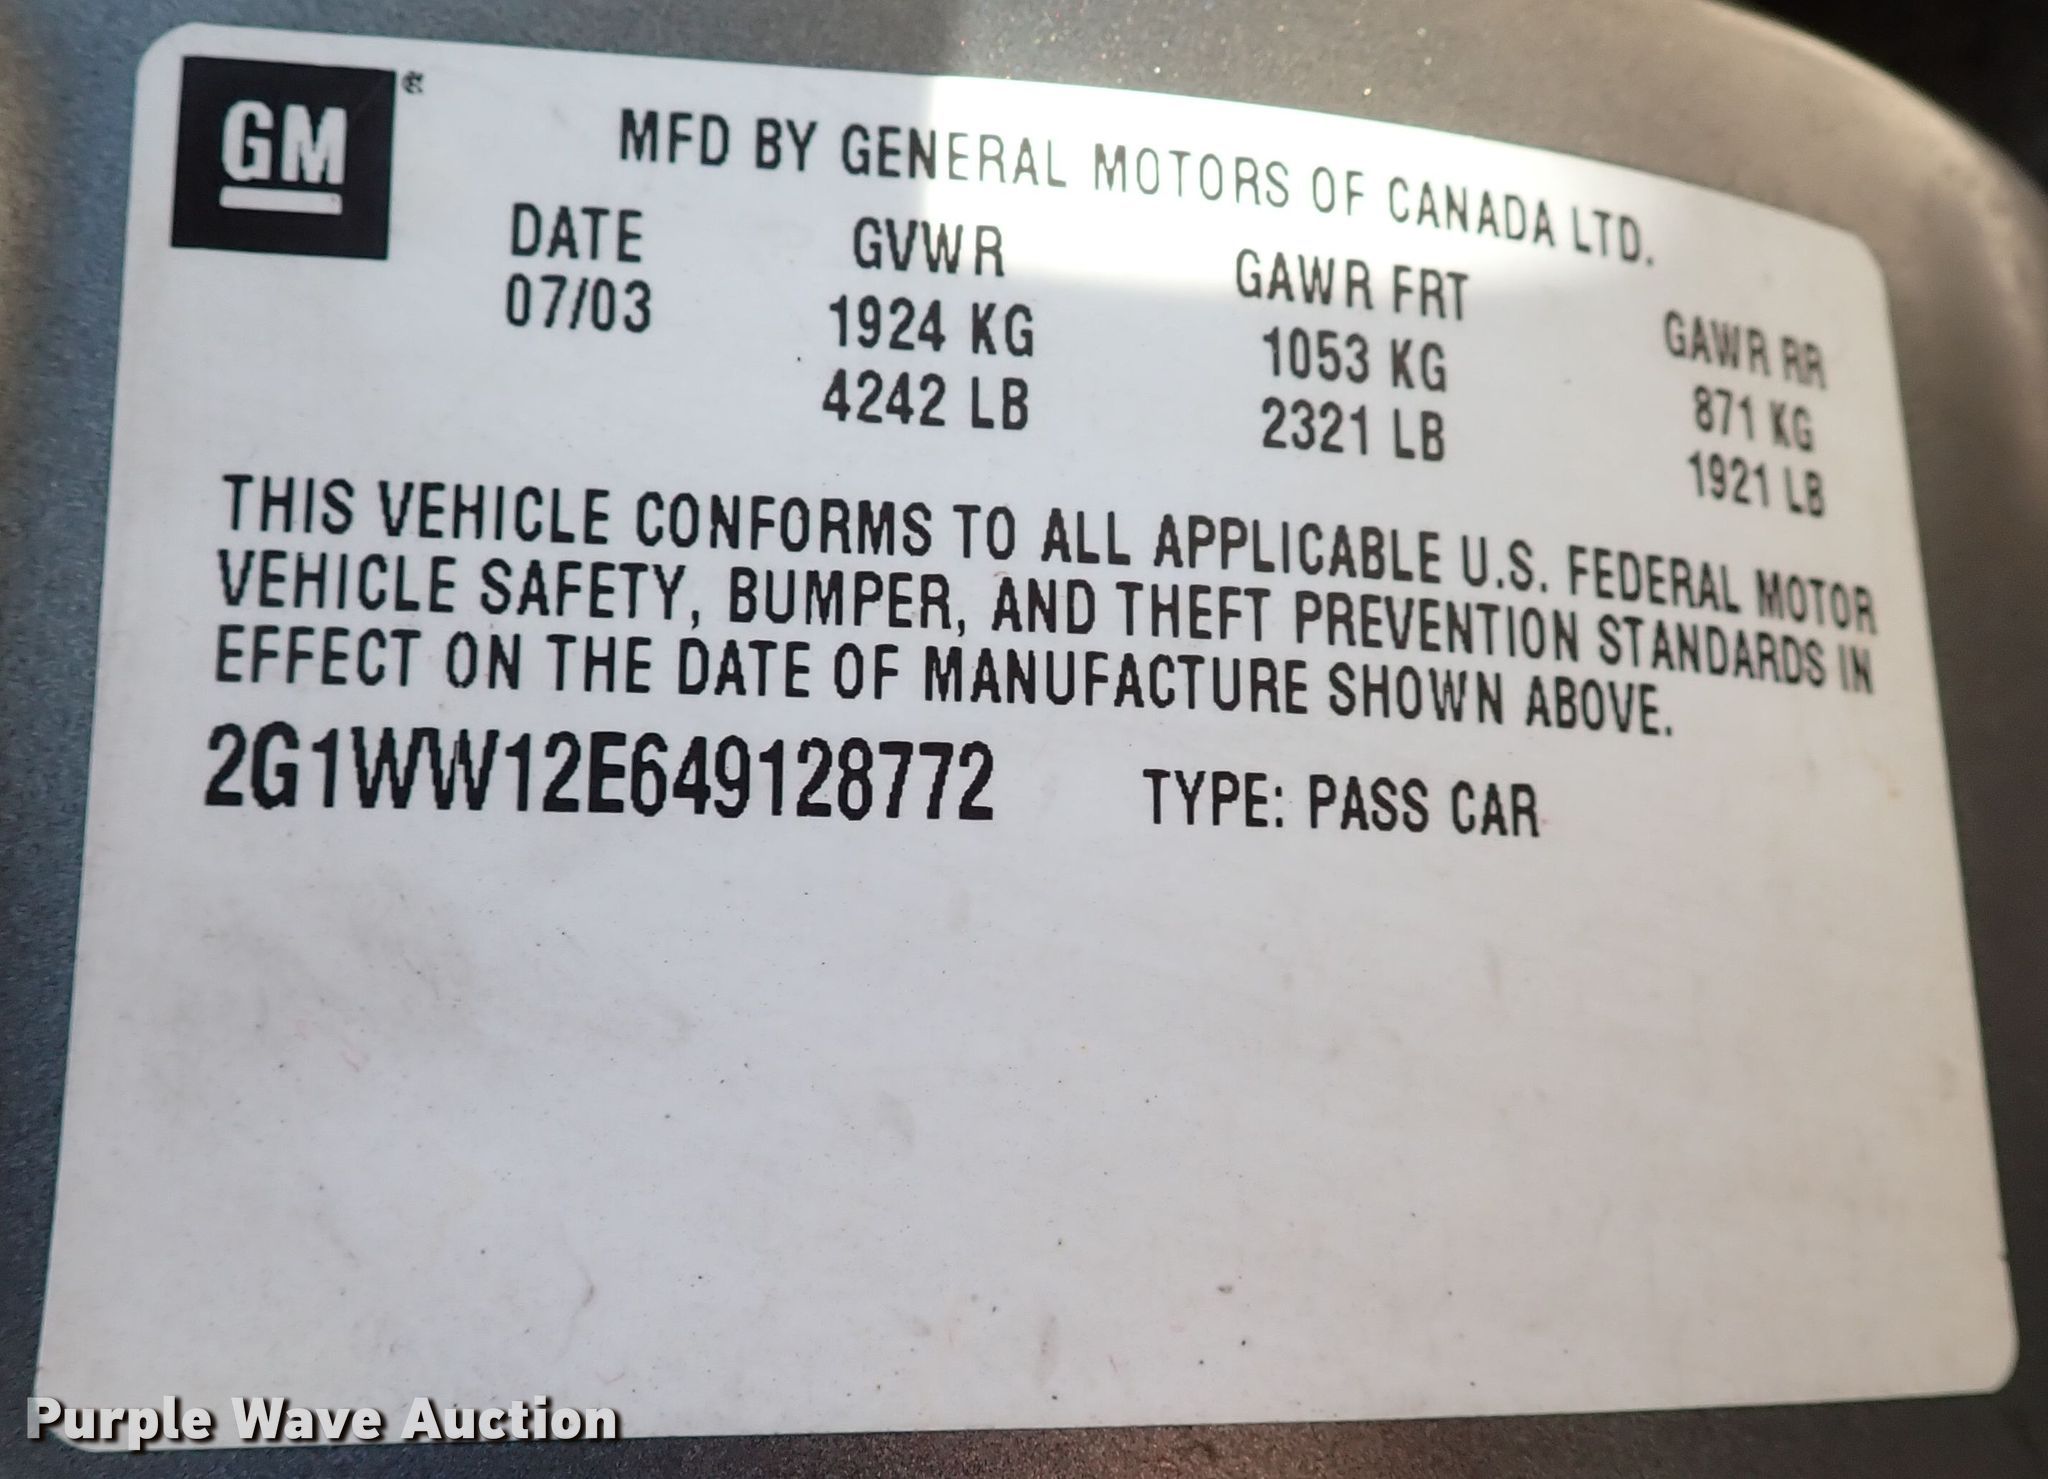 GM®
MFD BY GENERAL MOTORS OF CANADA LTD.
DATE GVWR GAWR FRT GAWR RR
07/03 1924 KG 1053 KG 871 KG
4242 LB 2321 LB 1921 LB
THIS VEHICLE CONFORMS TO ALL APPLICABLE U.S. FEDERAL MOTOR
VEHICLE SAFETY, BUMPER, AND THEFT PREVENTION STANDARDS IN
EFFECT ON THE DATE OF MANUFACTURE SHOWN ABOVE.
2G1WW12E649128772 TYPE: PASS CAR
Purple Wave Auction